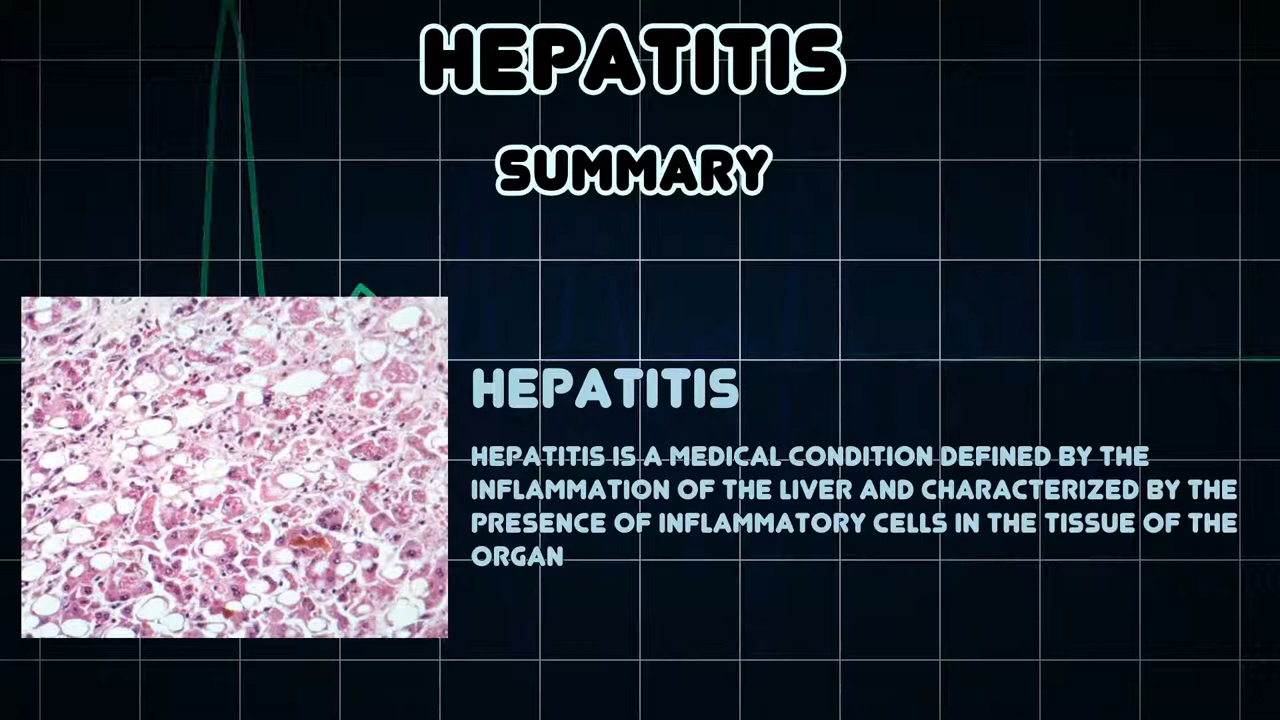 HEPATITIS
SUMMARY
HEPATITIS
HEPATITIS IS A MEDICAL CONDITION DEFINED BY THE
INFLAMMATION OF THE LIVER AND CHARACTERIZED BY THE
PRESENCE OF INFLAMMATORY CELLS IN THE TISSUE OF THE
ORGAN